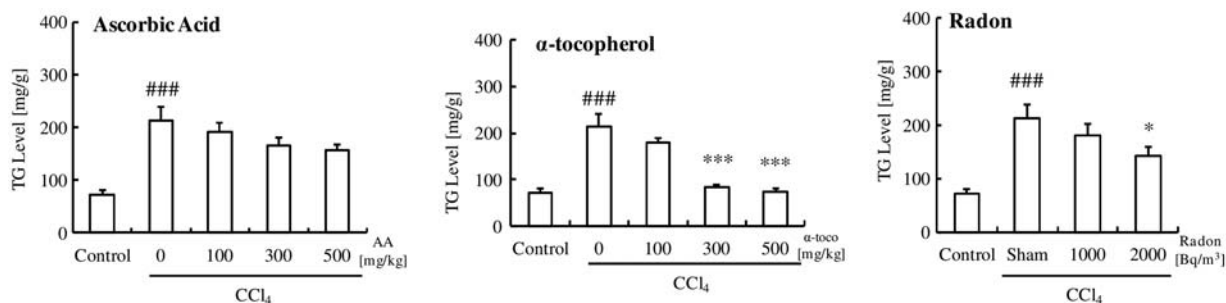 Ascorbic Acid
400
300
200
100
0
TG Level [mg/g]
###
Control
0
100
300
500
AA
[mg/kg]
CCl₄
α-tocopherol
400
300
200
100
0
TG Level [mg/g]
###
***
***
Control
0
100
300
500
α-toco
[mg/kg]
CCl₄
Radon
400
300
200
100
0
TG Level [mg/g]
###
*
Control
Sham
1000
2000
Radon
[Bq/m³]
CCl₄